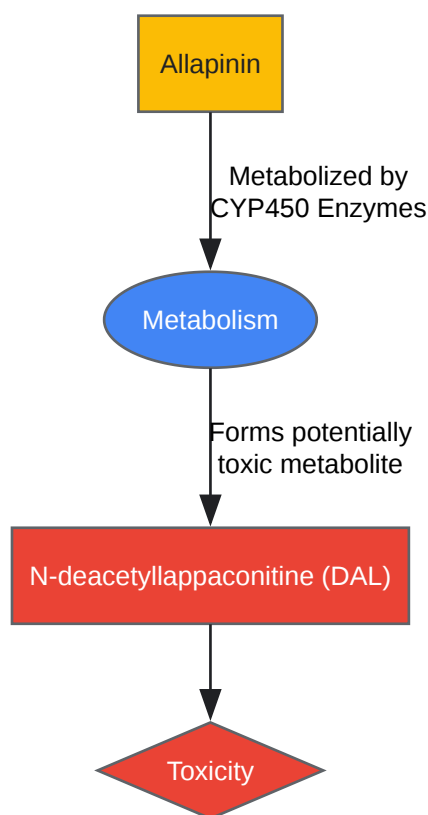 Allapinin
Metabolized by
CYP450 Enzymes
Metabolism
Forms potentially
toxic metabolite
N-deacetyllappaconitine (DAL)
Toxicity